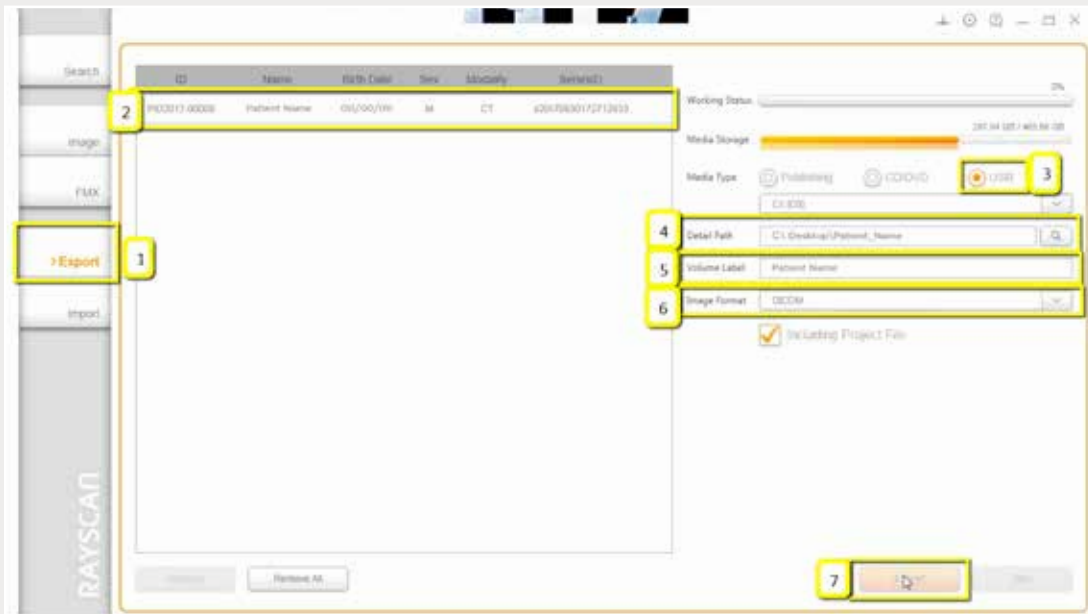 Search
Image
FMX
>Export
Import
RAYSCAN
ID Name Birth Date Sex Modality SeriesID
Patient Name M CT
Working Status
0%
Media Storage
Media Type Publishing CD/DVD USB
Detail Path C:\ Desktop\Patient_Name
Volume Label Patient Name
Image Format DICOM
Including Project File
Remove All
1
2
3
4
5
6
7